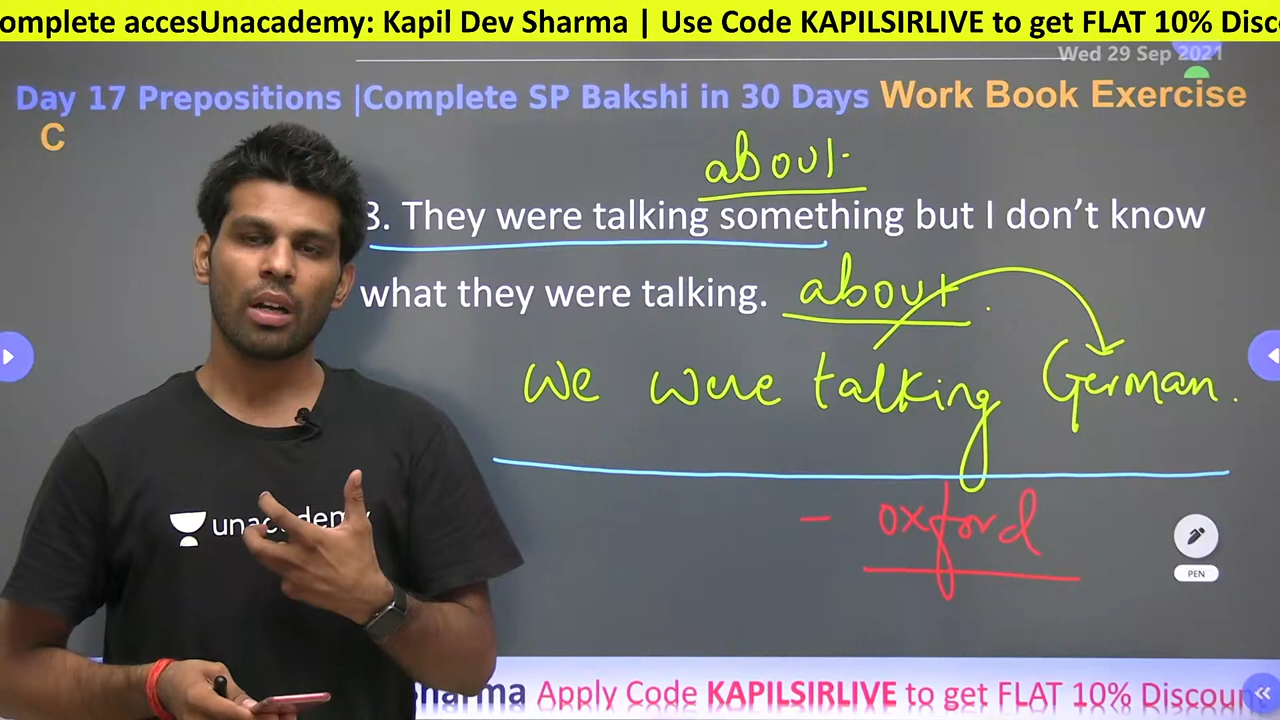 omplete accesUnacademy: Kapil Dev Sharma | Use Code KAPILSIRLIVE to get FLAT 10% Disc
Wed 29 Sep 2021
Day 17 Prepositions |Complete SP Bakshi in 30 Days Work Book Exercise
C
about.
3. They were talking something but I don't know
what they were talking. about.
We were talking German.
unacademy
- oxford
PEN
Sharma Apply Code KAPILSIRLIVE to get FLAT 10% Discoun